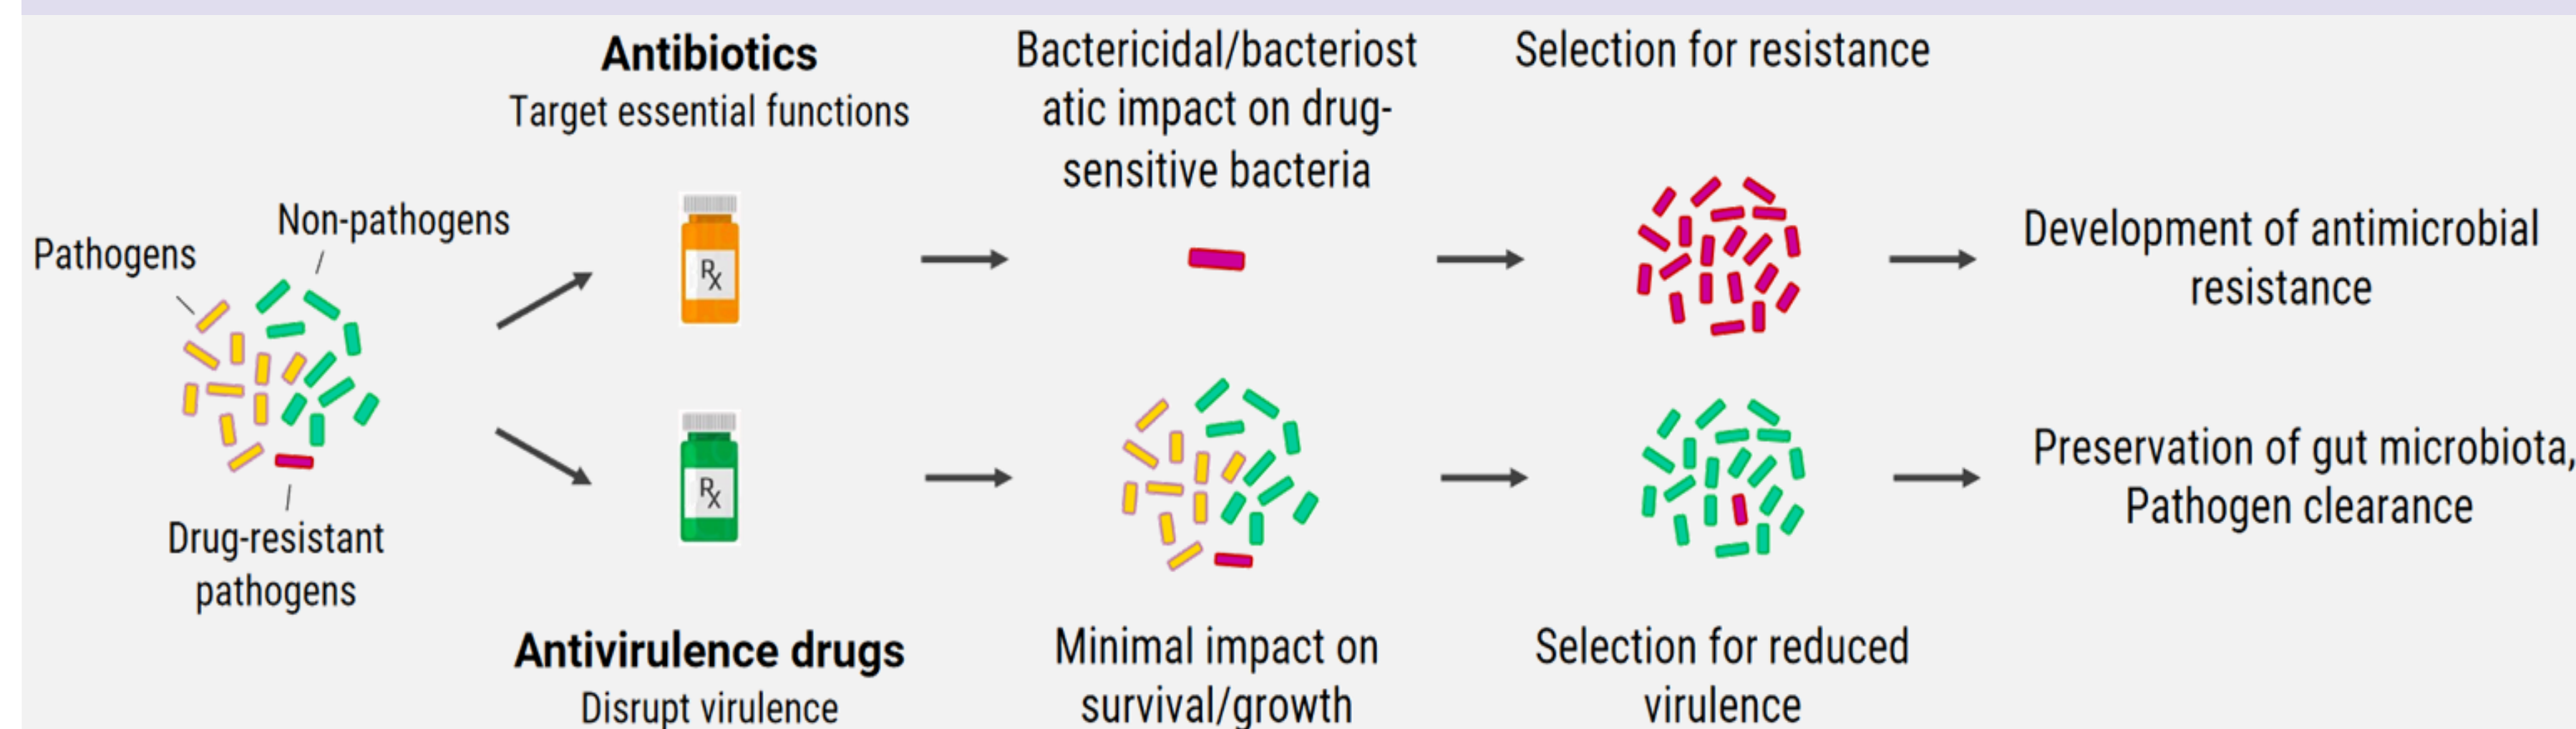 Antibiotics
Target essential functions
Bactericidal/bacteriost
atic impact on drug-
sensitive bacteria
Selection for resistance
Pathogens
Non-pathogens
Drug-resistant
pathogens
Rx
Development of antimicrobial
resistance
Rx
Preservation of gut microbiota,
Pathogen clearance
Antivirulence drugs
Disrupt virulence
Minimal impact on
survival/growth
Selection for reduced
virulence